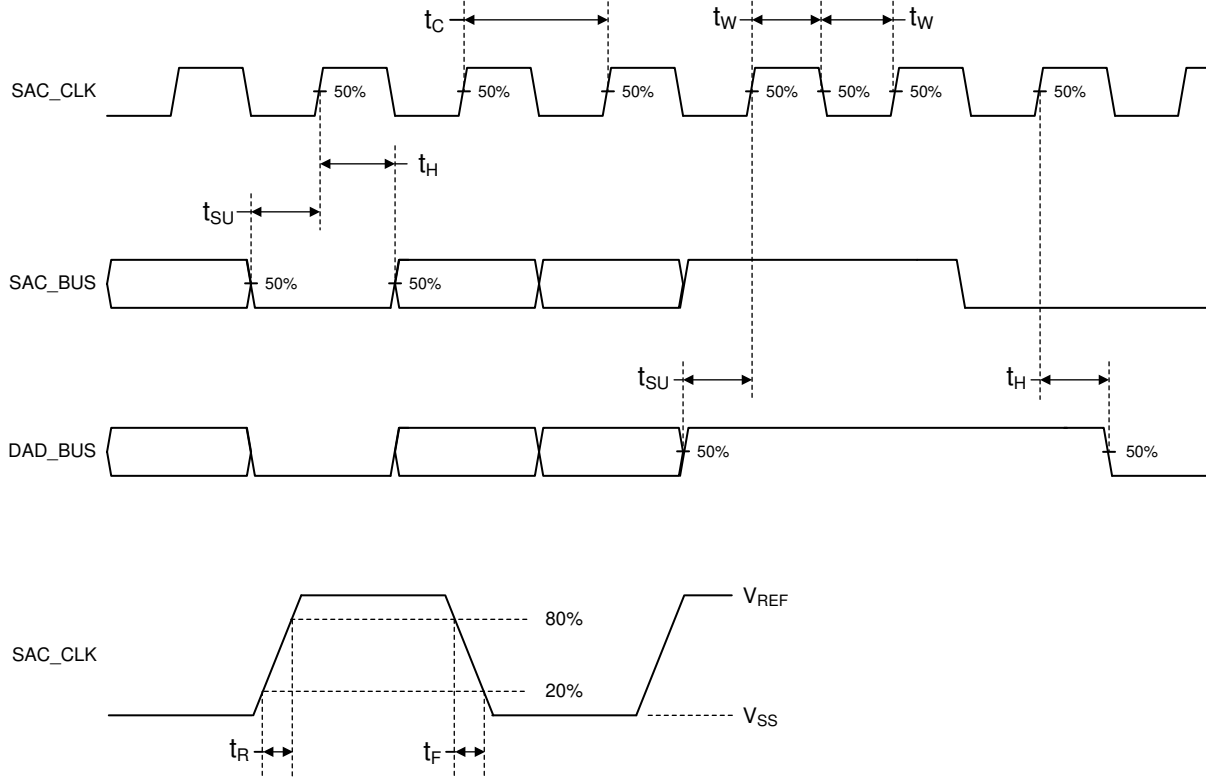 tC tW tW
SAC_CLK 50% 50% 50% 50% 50% 50% 50%
tH
tSU
SAC_BUS 50% 50%
tSU tH
DAD_BUS 50% 50%
VREF
80%
SAC_CLK
20%
VSS
tR tF